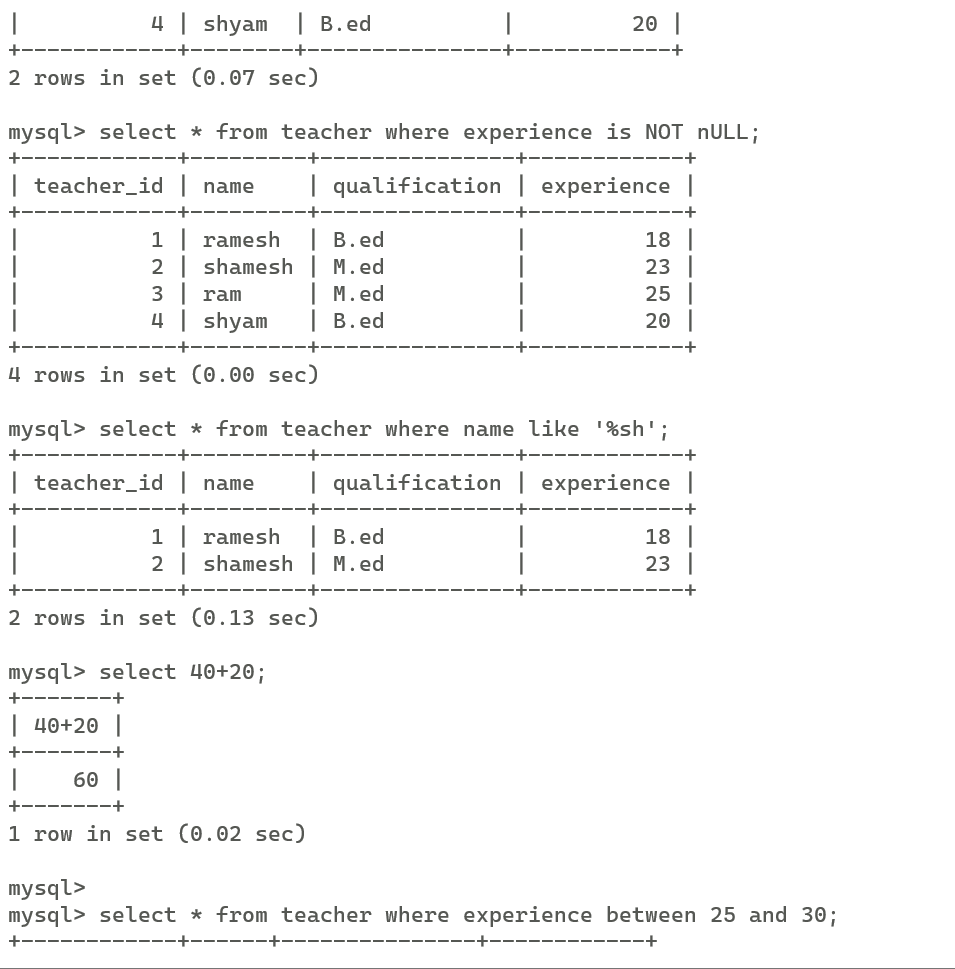 |          4 | shyam  | B.ed          |         20 |
+------------+--------+---------------+------------+
2 rows in set (0.07 sec)

mysql> select * from teacher where experience is NOT nULL;
+------------+---------+---------------+------------+
| teacher_id | name    | qualification | experience |
+------------+---------+---------------+------------+
|          1 | ramesh  | B.ed          |         18 |
|          2 | shamesh | M.ed          |         23 |
|          3 | ram     | M.ed          |         25 |
|          4 | shyam   | B.ed          |         20 |
+------------+---------+---------------+------------+
4 rows in set (0.00 sec)

mysql> select * from teacher where name like '%sh';
+------------+---------+---------------+------------+
| teacher_id | name    | qualification | experience |
+------------+---------+---------------+------------+
|          1 | ramesh  | B.ed          |         18 |
|          2 | shamesh | M.ed          |         23 |
+------------+---------+---------------+------------+
2 rows in set (0.13 sec)

mysql> select 40+20;
+-------+
| 40+20 |
+-------+
|    60 |
+-------+
1 row in set (0.02 sec)

mysql>
mysql> select * from teacher where experience between 25 and 30;
+------------+------+---------------+------------+